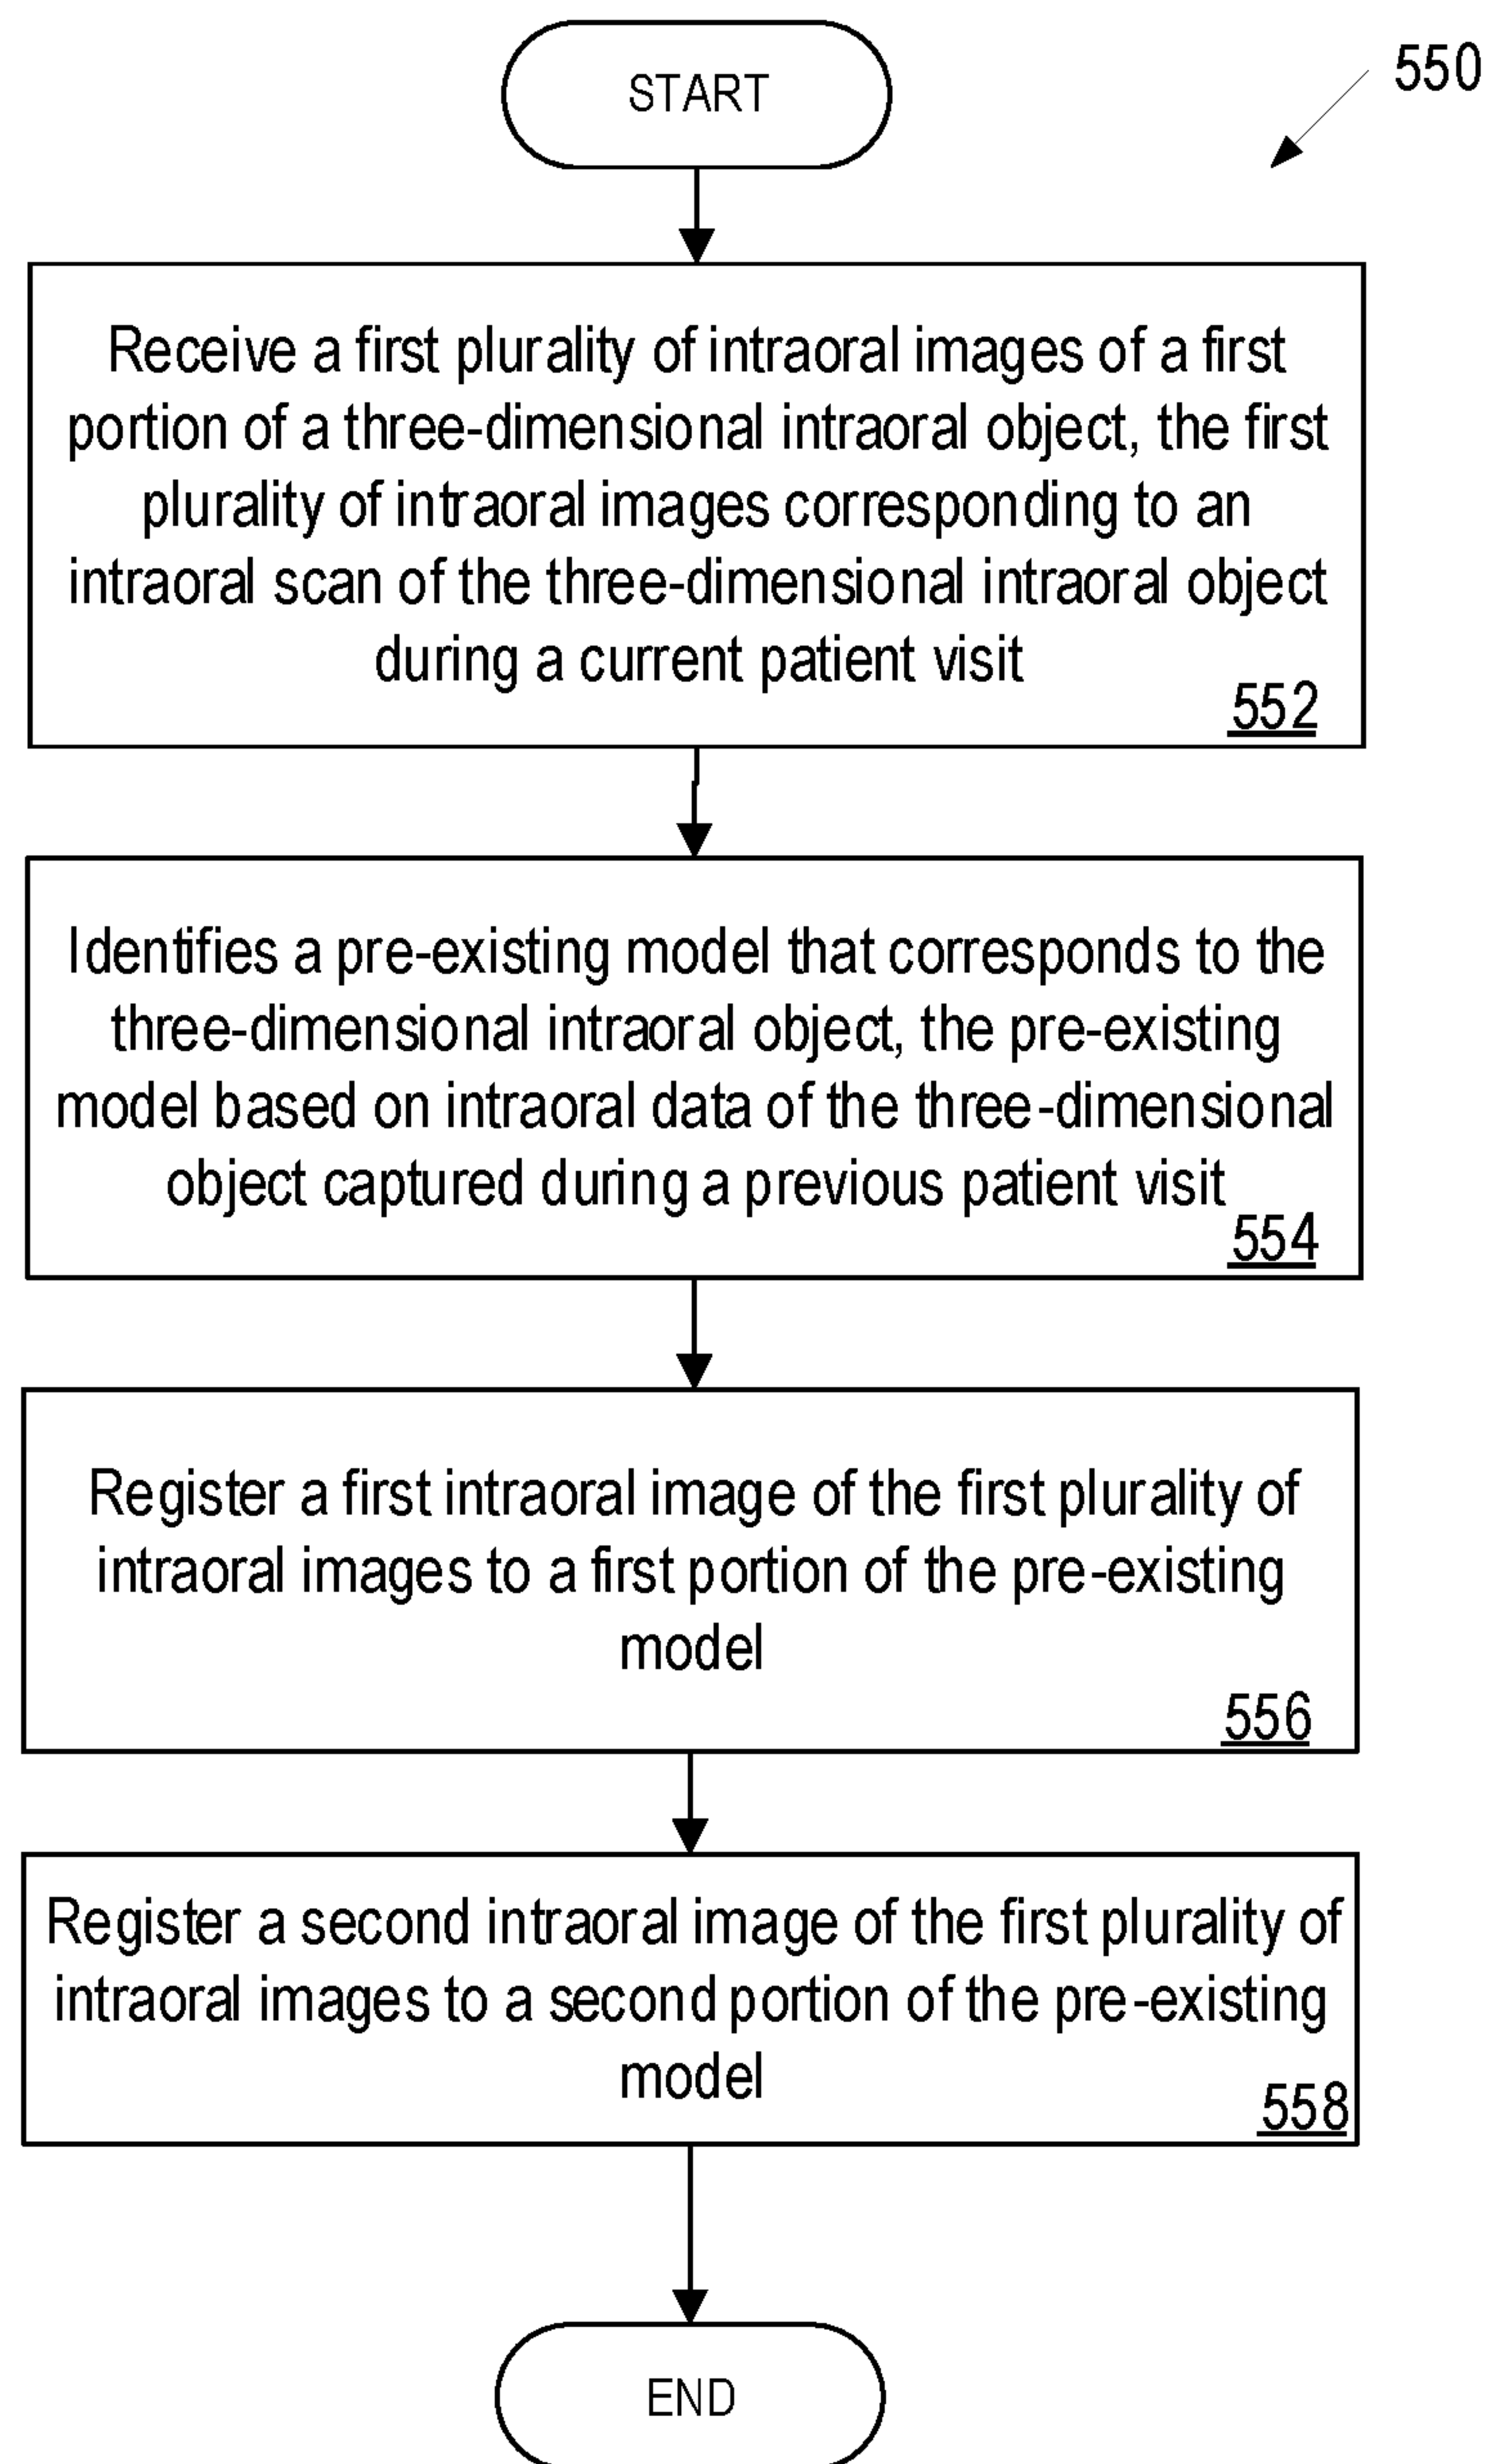 START
550
Receive a first plurality of intraoral images of a first
portion of a three-dimensional intraoral object, the first
plurality of intraoral images corresponding to an
intraoral scan of the three-dimensional intraoral object
during a current patient visit
552
Identifies a pre-existing model that corresponds to the
three-dimensional intraoral object, the pre-existing
model based on intraoral data of the three-dimensional
object captured during a previous patient visit
554
Register a first intraoral image of the first plurality of
intraoral images to a first portion of the pre-existing
model
556
Register a second intraoral image of the first plurality of
intraoral images to a second portion of the pre-existing
model
558
END